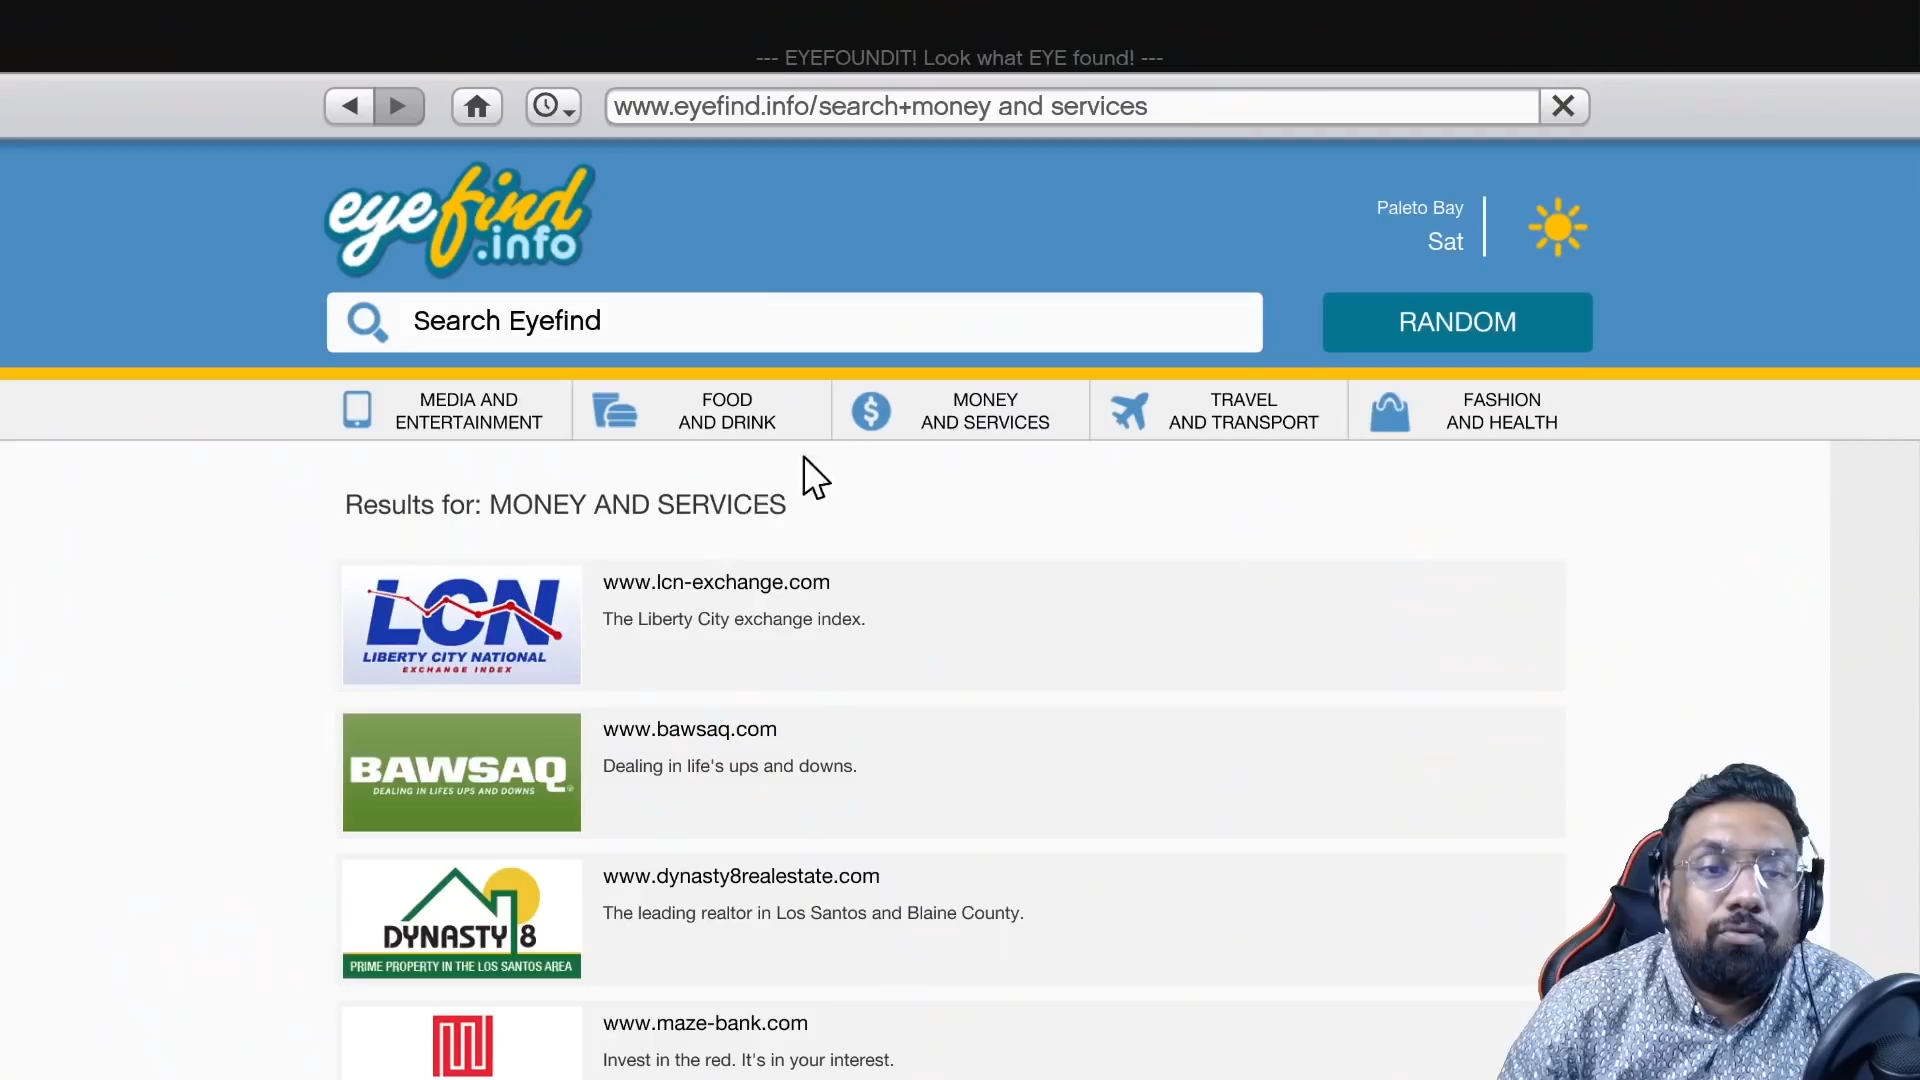 --- EYEFOUNDIT! Look what EYE found! ---
www.eyefind.info/search+money and services
eyefind
.info
Paleto Bay
Sat
Search Eyefind
RANDOM
MEDIA AND
ENTERTAINMENT
FOOD
AND DRINK
MONEY
AND SERVICES
TRAVEL
AND TRANSPORT
FASHION
AND HEALTH
Results for: MONEY AND SERVICES
LCN
LIBERTY CITY NATIONAL
EXCHANGE INDEX
www.lcn-exchange.com
The Liberty City exchange index.
BAWSAQ
DEALING IN LIFES UPS AND DOWNS
www.bawsaq.com
Dealing in life's ups and downs.
DYNASTY 8
PRIME PROPERTY IN THE LOS SANTOS AREA
www.dynasty8realestate.com
The leading realtor in Los Santos and Blaine County.
www.maze-bank.com
Invest in the red. It's in your interest.